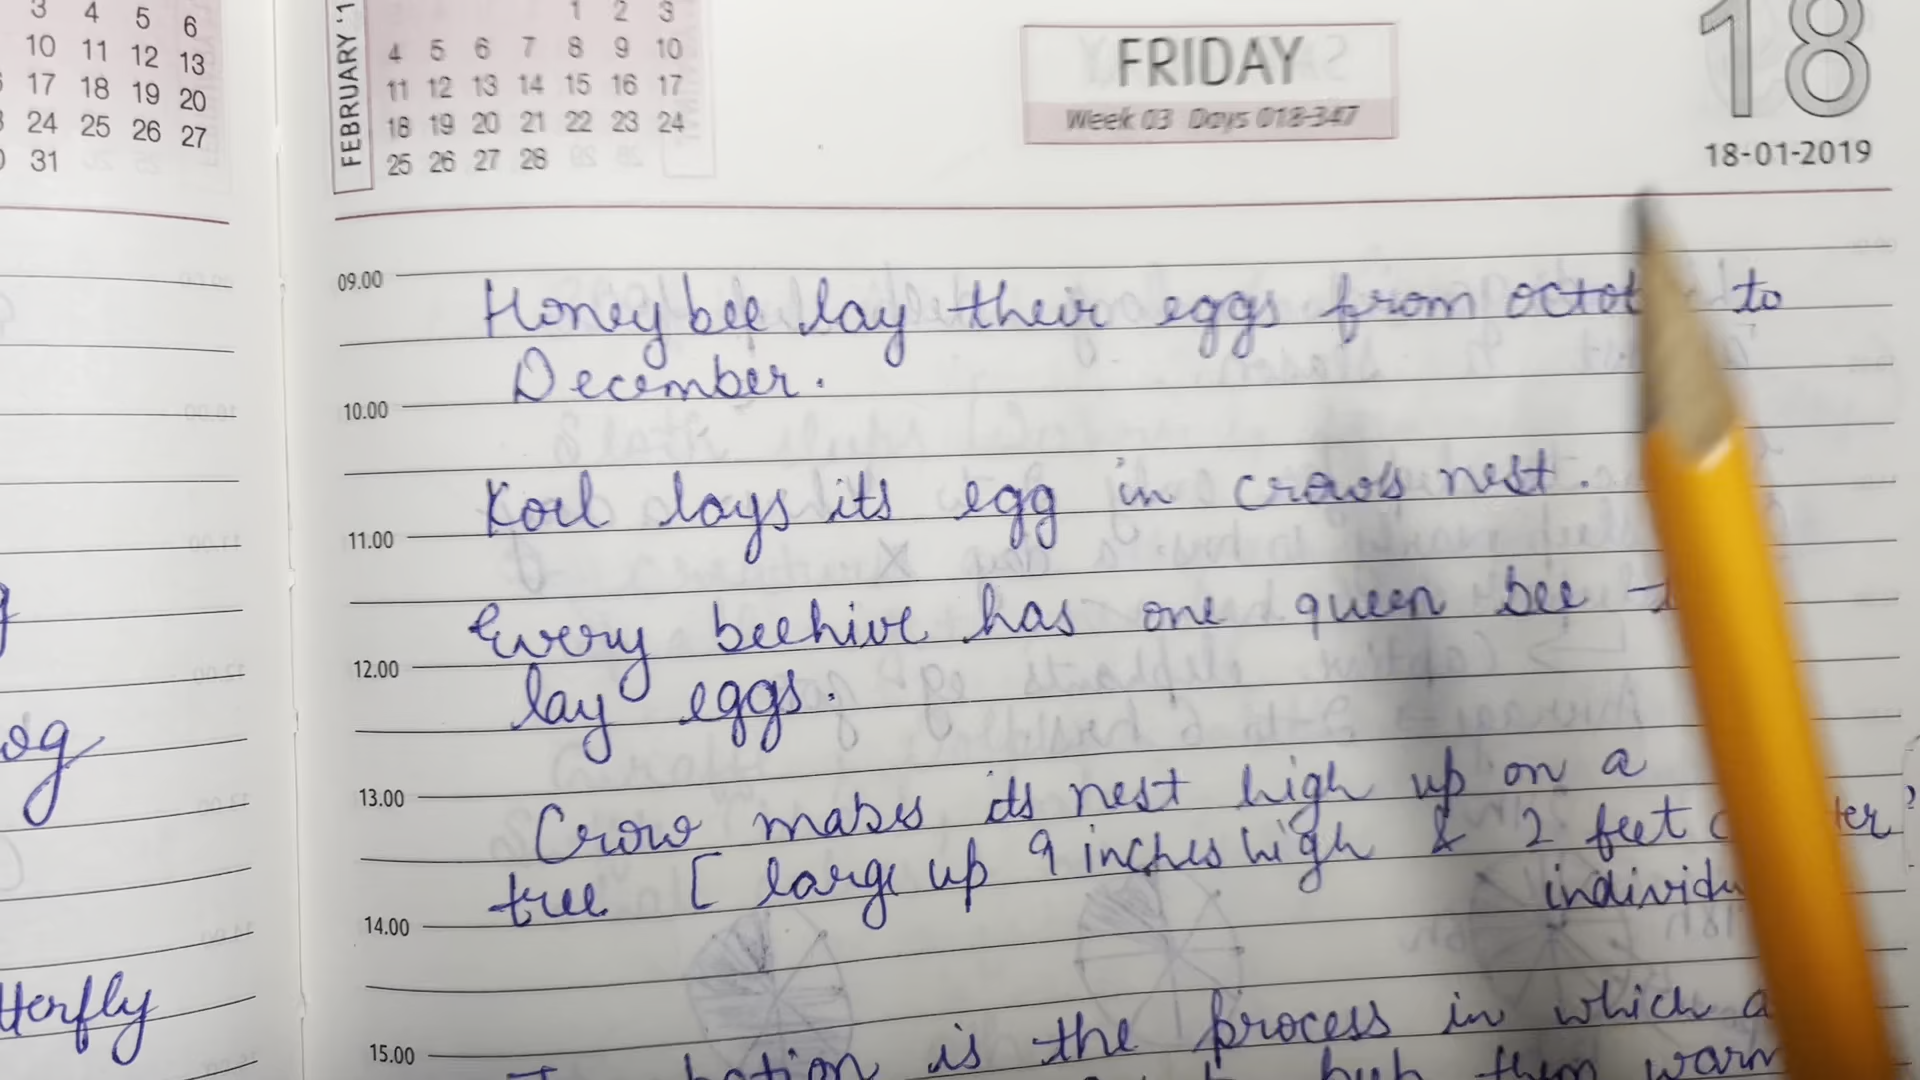 3 4 5 6
10 11 12 13
17 18 19 20
24 25 26 27
31
erfly
FEBRUARY '1
1 2 3
4 5 6 7 8 9 10
11 12 13 14 15 16 17
18 19 20 21 22 23 24
25 26 27 28
FRIDAY
Week 03 Days 018-347
18
18-01-2019
09.00
Honey bee lay their eggs from to
December.
10.00
Koel lays its egg in crow's nest.
11.00
Every beehive has one queen bee
12.00
lay eggs.
13.00
Crow makes its nest high up on a
tree [ large up 9 inches high & 2 feet
14.00
is the process in which a
15.00
them warm